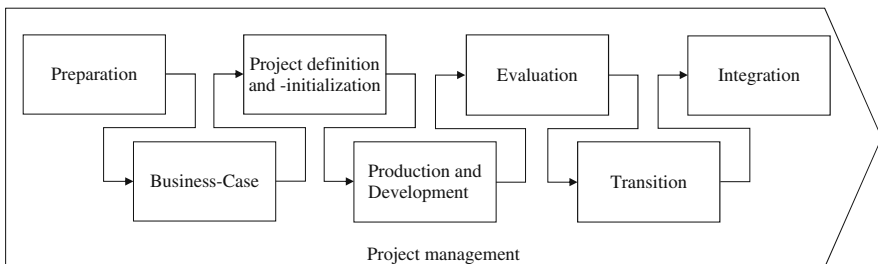 Preparation
Business-Case
Project definition
and -initialization
Production and
Development
Evaluation
Transition
Integration
Project management